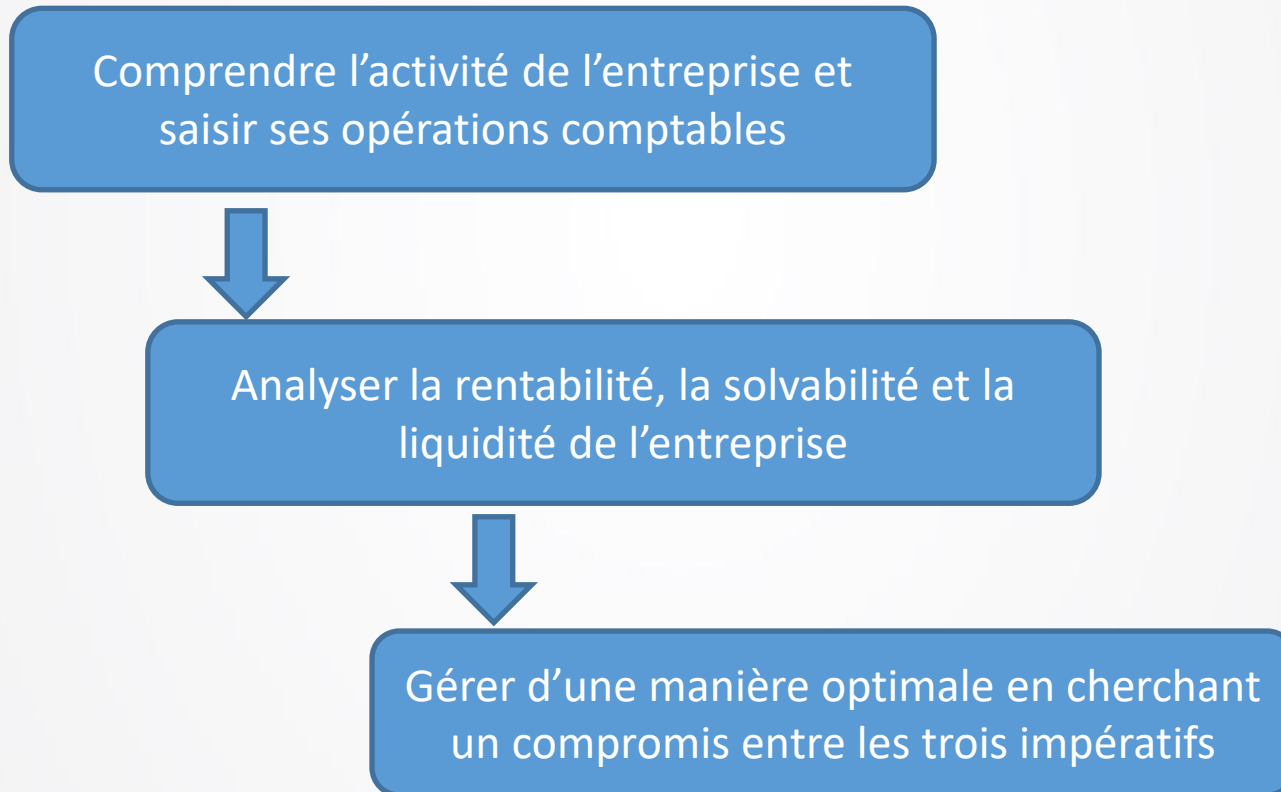 Comprendre l’activité de l’entreprise et
saisir ses opérations comptables
Analyser la rentabilité, la solvabilité et la
liquidité de l’entreprise
Gérer d’une manière optimale en cherchant
un compromis entre les trois impératifs